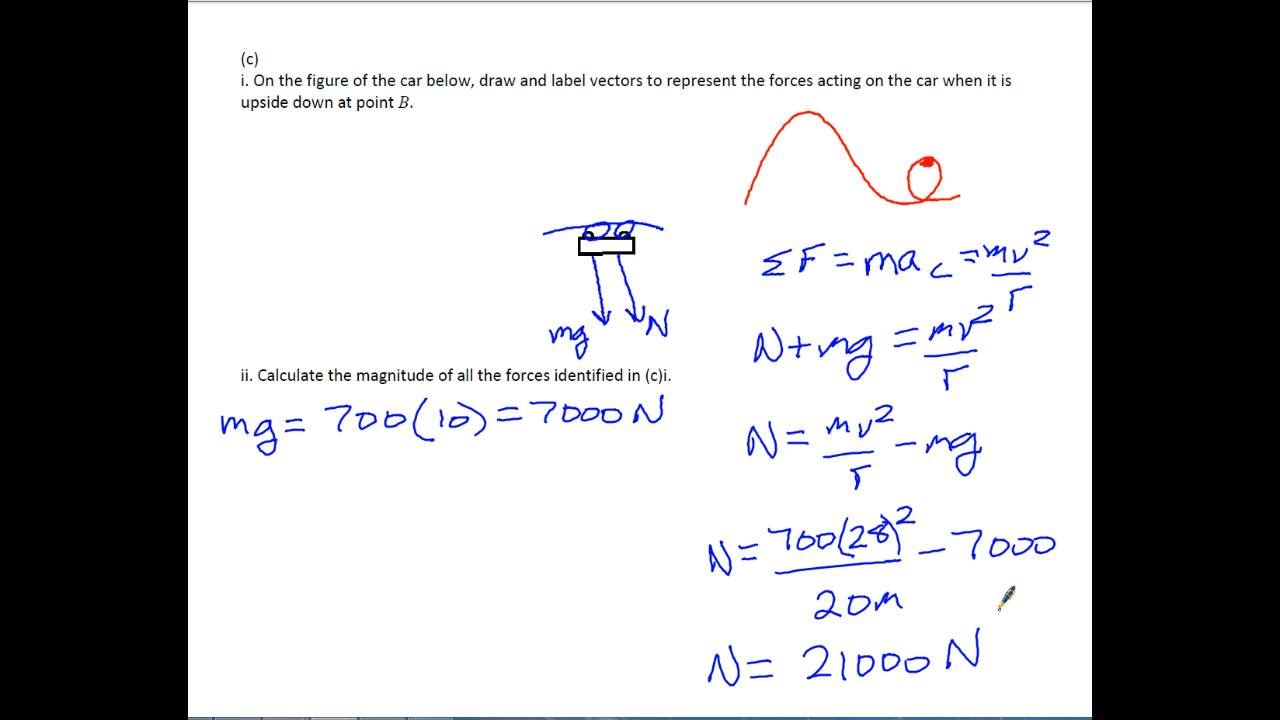 (c)
i. On the figure of the car below, draw and label vectors to represent the forces acting on the car when it is
upside down at point B.
mg N
ii. Calculate the magnitude of all the forces identified in (c)i.
mg = 700(10) = 7000 N
ΣF = ma_c = mv²/r
N + mg = mv²/r
N = mv²/r - mg
N = 700(28)²/20m - 7000
N = 21000 N